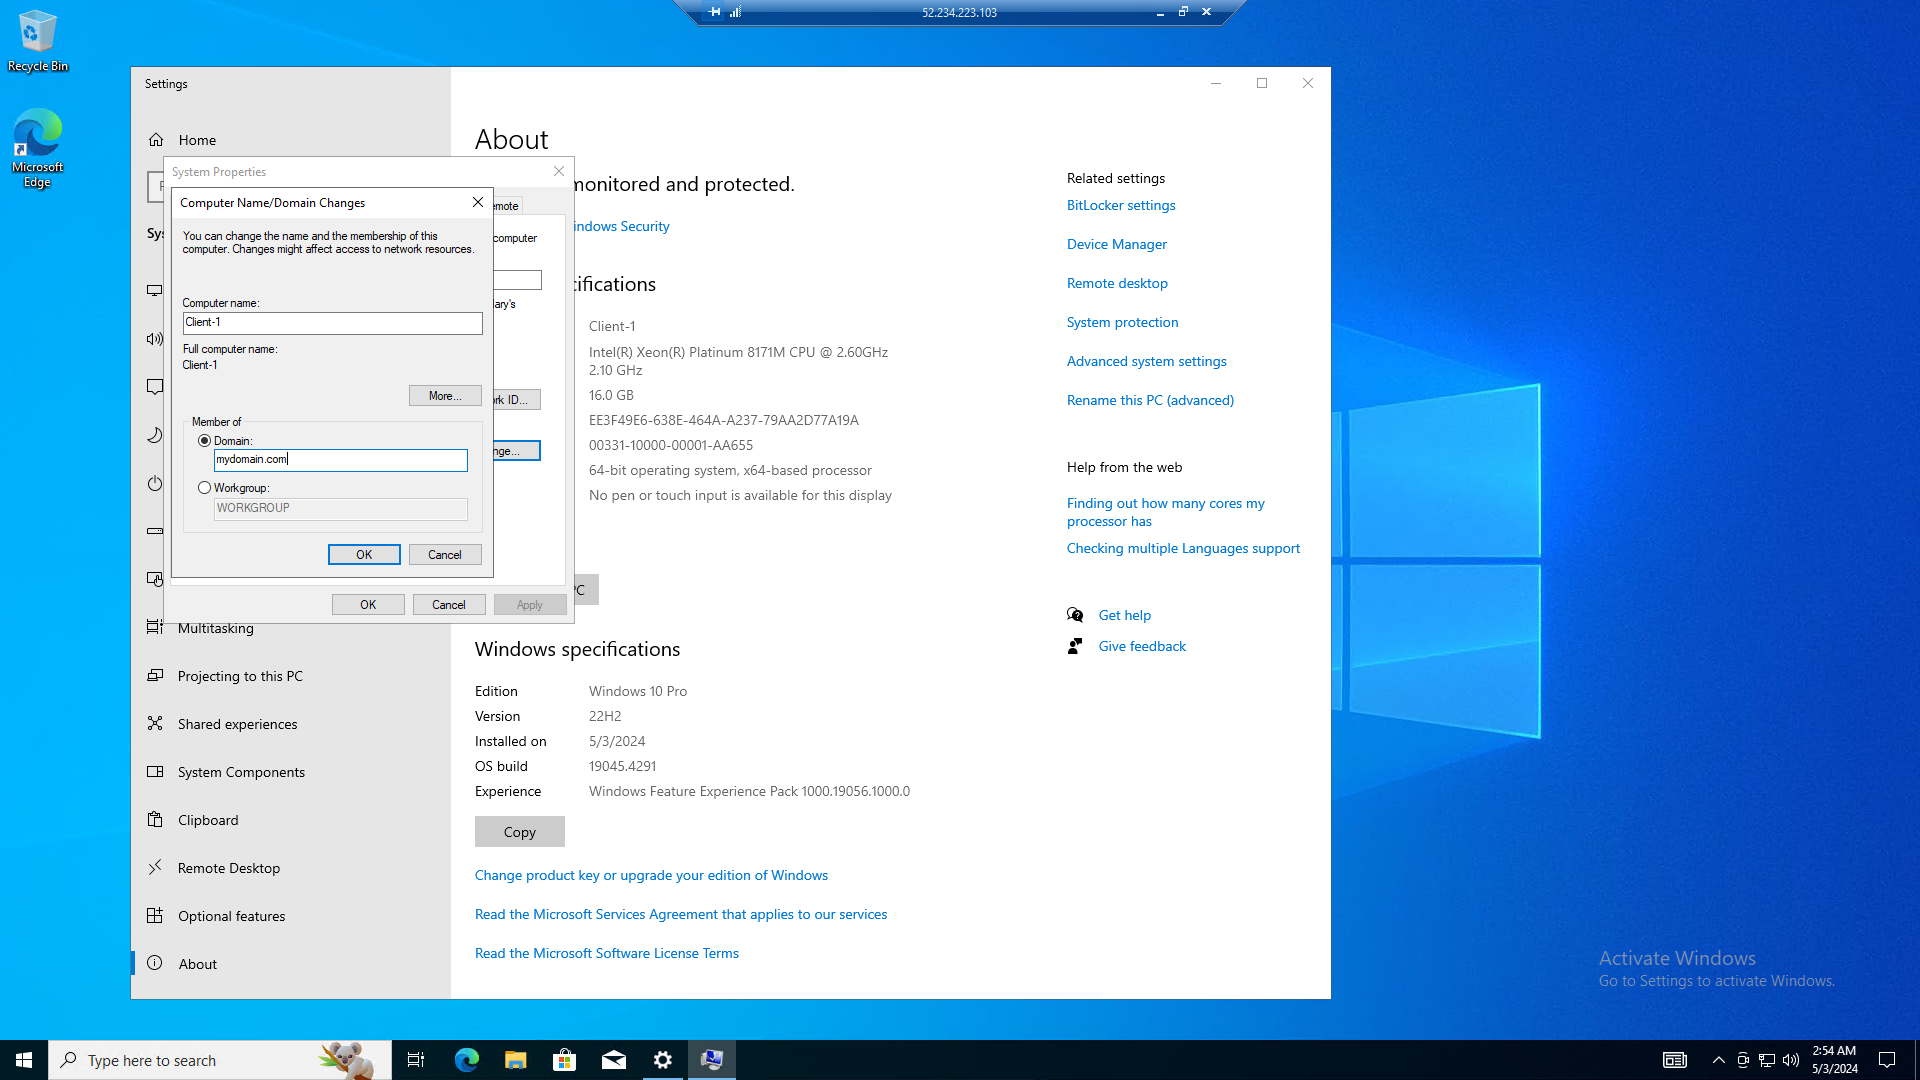 52.234.223.103
Recycle Bin
Microsoft
Edge
Settings
Home
System Properties
Computer Name/Domain Changes
You can change the name and the membership of this
computer. Changes might affect access to network resources.
Computer name:
Client-1
Full computer name:
Client-1
More...
Member of
Domain:
mydomain.com
Workgroup:
WORKGROUP
OK
Cancel
emote
computer
ary's
rk ID...
nge...
OK
Cancel
Apply
Sys
Multitasking
Projecting to this PC
Shared experiences
System Components
Clipboard
Remote Desktop
Optional features
About
About
monitored and protected.
indows Security
ifications
Client-1
Intel(R) Xeon(R) Platinum 8171M CPU @ 2.60GHz
2.10 GHz
16.0 GB
EE3F49E6-638E-464A-A237-79AA2D77A19A
00331-10000-00001-AA655
64-bit operating system, x64-based processor
No pen or touch input is available for this display
PC
Windows specifications
Edition Windows 10 Pro
Version 22H2
Installed on 5/3/2024
OS build 19045.4291
Experience Windows Feature Experience Pack 1000.19056.1000.0
Copy
Change product key or upgrade your edition of Windows
Read the Microsoft Services Agreement that applies to our services
Read the Microsoft Software License Terms
Related settings
BitLocker settings
Device Manager
Remote desktop
System protection
Advanced system settings
Rename this PC (advanced)
Help from the web
Finding out how many cores my
processor has
Checking multiple Languages support
Get help
Give feedback
Activate Windows
Go to Settings to activate Windows.
Type here to search
2:54 AM
5/3/2024